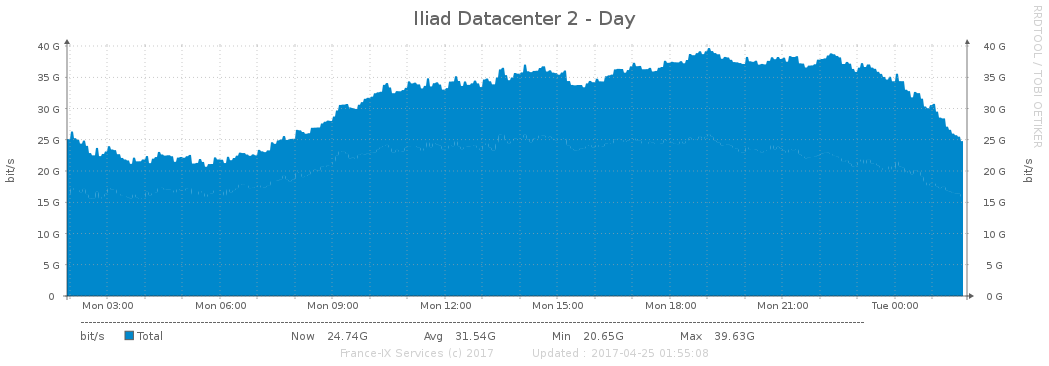 Iliad Datacenter 2 - Day
RRDTOOL / TOBI OETIKER
40 G 40 G
35 G 35 G
30 G 30 G
25 G 25 G
20 G 20 G
15 G 15 G
10 G 10 G
5 G 5 G
0 0 G
bit/s bit/s
Mon 03:00 Mon 06:00 Mon 09:00 Mon 12:00 Mon 15:00 Mon 18:00 Mon 21:00 Tue 00:00
bit/s Total Now 24.74G Avg 31.54G Min 20.65G Max 39.63G
France-IX Services (c) 2017 Updated : 2017-04-25 01:55:08